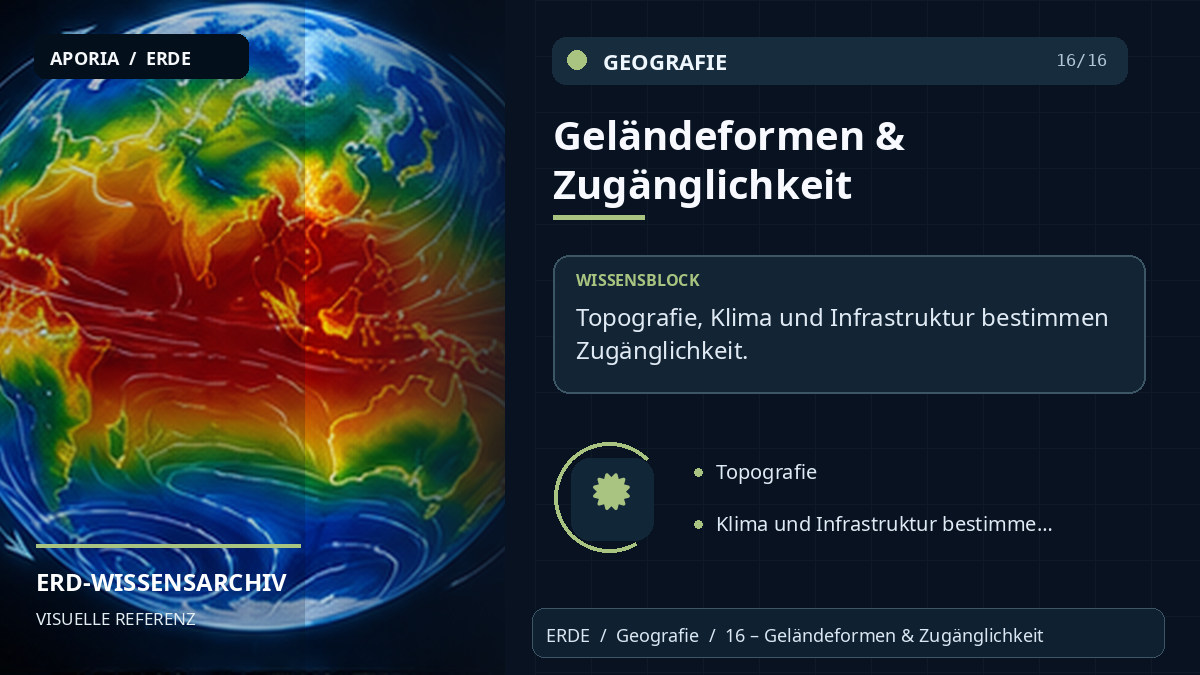 APORIA / ERDE
ERD-WISSENSARCHIV
VISUELLE REFERENZ
GEOGRAFIE
16/16
Geländeformen &
Zugänglichkeit
WISSENSBLOCK
Topografie, Klima und Infrastruktur bestimmen
Zugänglichkeit.
Topografie
Klima und Infrastruktur bestimme…
ERDE / Geografie / 16 – Geländeformen & Zugänglichkeit